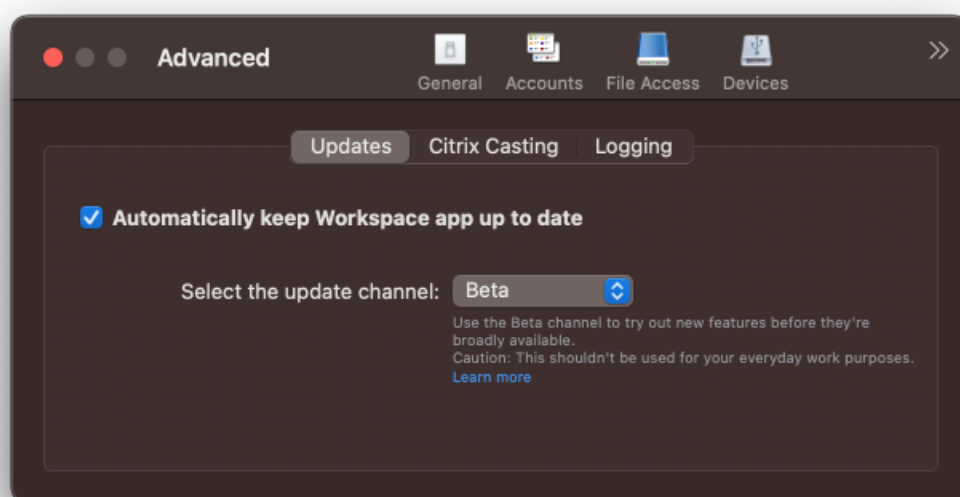 Advanced
General Accounts File Access Devices
Updates Citrix Casting Logging
Automatically keep Workspace app up to date
Select the update channel: Beta
Use the Beta channel to try out new features before they're
broadly available.
Caution: This shouldn't be used for your everyday work purposes.
Learn more